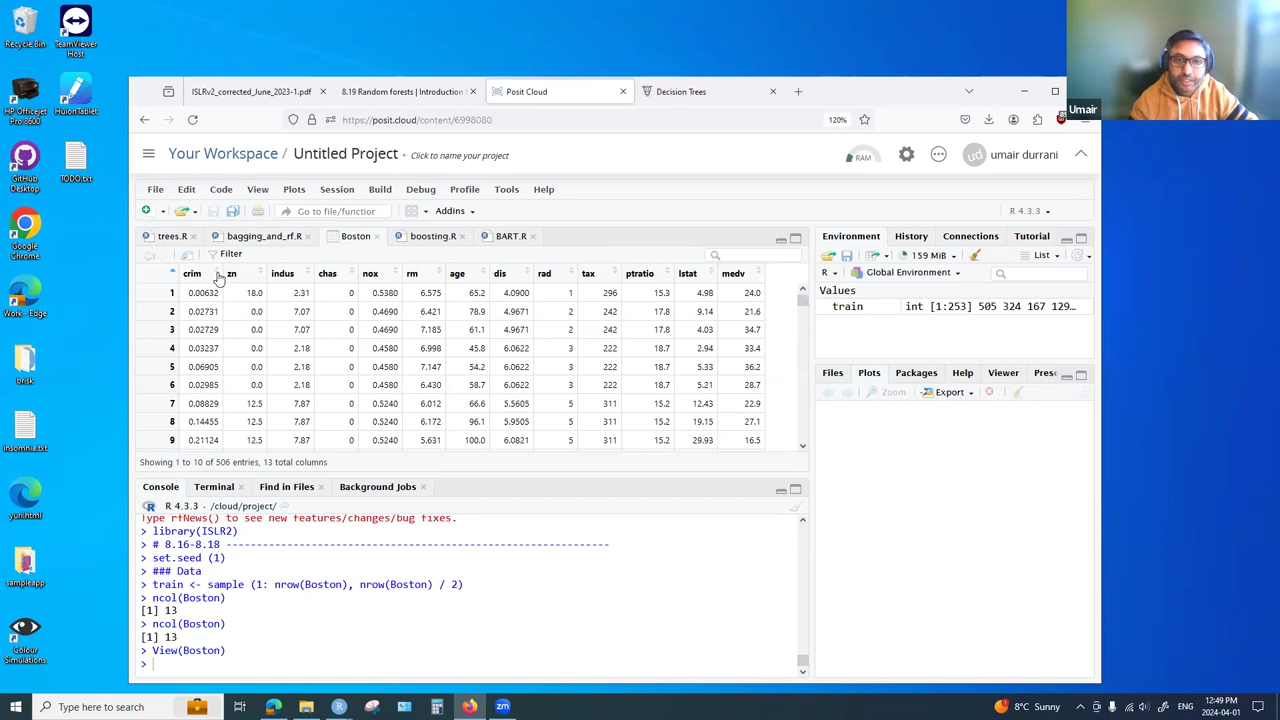 Recycle Bin
TeamViewer Host
HP Officejet Pro 8600
HuionTablet
GitHub Desktop
TODO.txt
Google Chrome
Work - Edge
brisk
insomnia.txt
yuni.html
sampleapp
Colour Simulations
ISLRv2_corrected_June_2023-1.pdf
8.19 Random forests | Introduction
Posit Cloud
Decision Trees
https://posit.cloud/content/6998080
120%
Umair
Your Workspace / Untitled Project Click to name your project
RAM
ud umair durrani
File Edit Code View Plots Session Build Debug Profile Tools Help
Go to file/function
Addins
R 4.3.3
trees.R bagging_and_rf.R Boston boosting.R BART.R
Filter
crim zn indus chas nox rm age dis rad tax ptratio lstat medv
1 0.00632 18.0 2.31 0 0.5380 6.575 65.2 4.0900 1 296 15.3 4.98 24.0
2 0.02731 0.0 7.07 0 0.4690 6.421 78.9 4.9671 2 242 17.8 9.14 21.6
3 0.02729 0.0 7.07 0 0.4690 7.185 61.1 4.9671 2 242 17.8 4.03 34.7
4 0.03237 0.0 2.18 0 0.4580 6.998 45.8 6.0622 3 222 18.7 2.94 33.4
5 0.06905 0.0 2.18 0 0.4580 7.147 54.2 6.0622 3 222 18.7 5.33 36.2
6 0.02985 0.0 2.18 0 0.4580 6.430 58.7 6.0622 3 222 18.7 5.21 28.7
7 0.08829 12.5 7.87 0 0.5240 6.012 66.6 5.5605 5 311 15.2 12.43 22.9
8 0.14455 12.5 7.87 0 0.5240 6.172 96.1 5.9505 5 311 15.2 19.15 27.1
9 0.21124 12.5 7.87 0 0.5240 5.631 100.0 6.0821 5 311 15.2 29.93 16.5
Showing 1 to 10 of 506 entries, 13 total columns
Environment History Connections Tutorial
159 MiB
List
R Global Environment
Values
train int [1:253] 505 324 167 129...
Files Plots Packages Help Viewer Prese
Zoom Export
Console Terminal Find in Files Background Jobs
R 4.3.3 . /cloud/project/
Type rfNews() to see new features/changes/bug fixes.
> library(ISLR2)
> # 8.16-8.18 ------------------------------------------------------------
> set.seed (1)
> ### Data
> train <- sample (1: nrow(Boston), nrow(Boston) / 2)
> ncol(Boston)
[1] 13
> ncol(Boston)
[1] 13
> View(Boston)
>
Type here to search
8°C Sunny
12:49 PM
2024-04-01